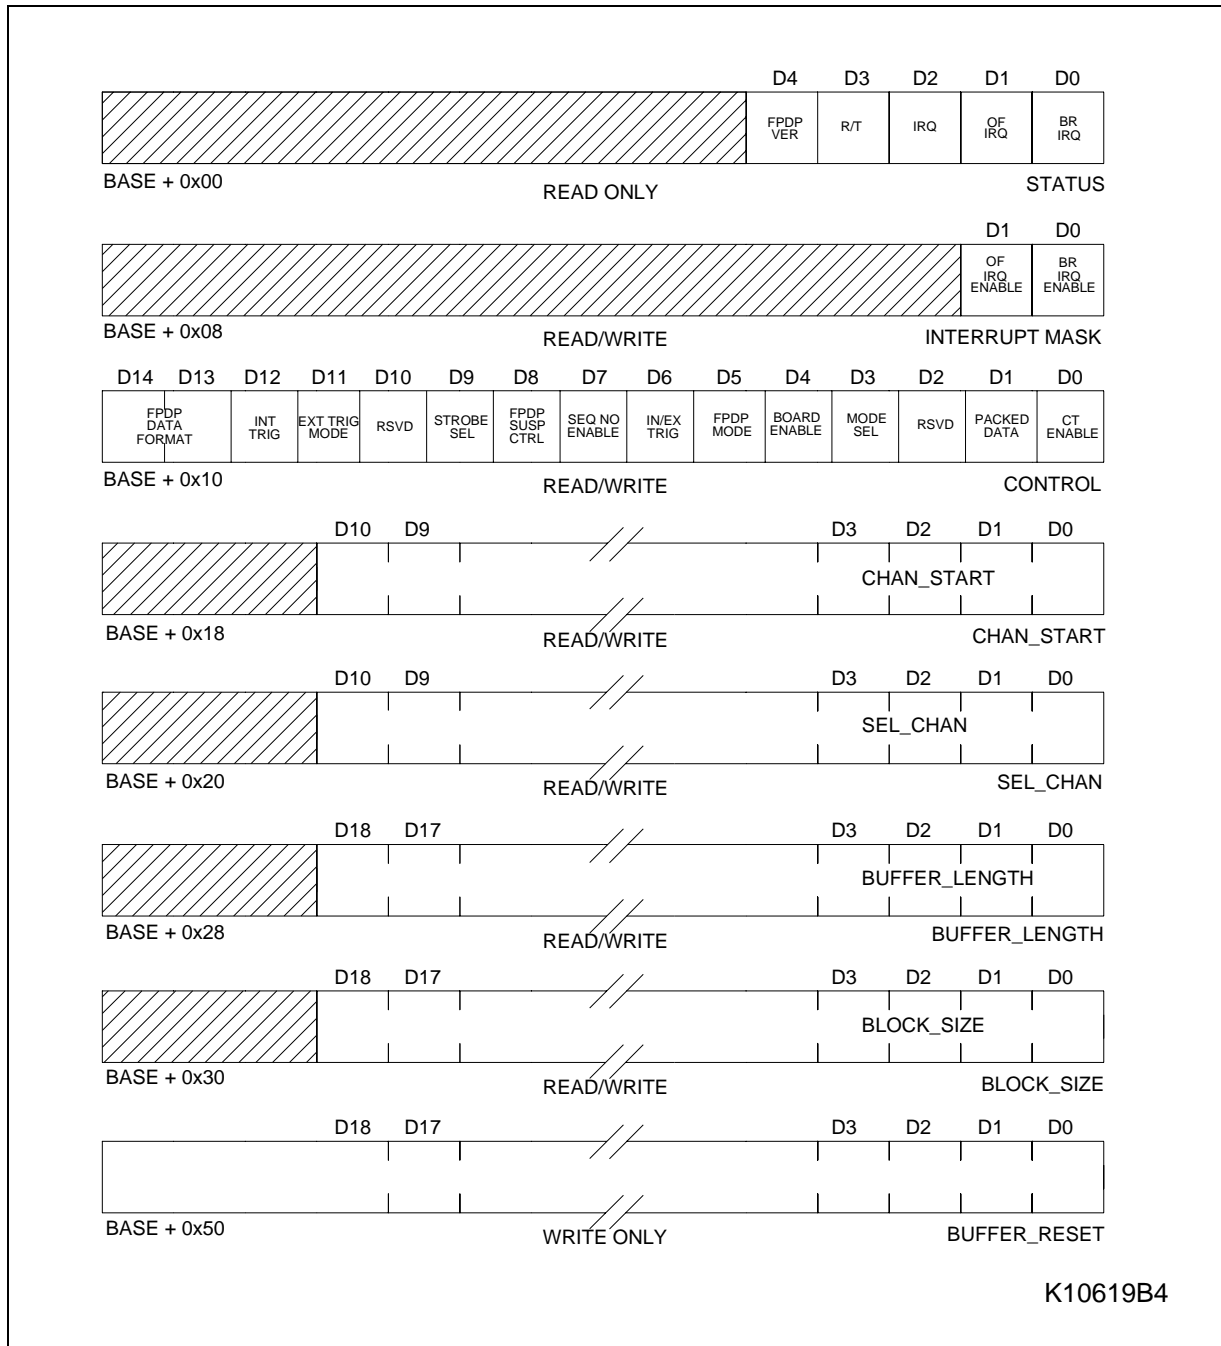 D4 D3 D2 D1 D0
FPDP VER R/T IRQ OF IRQ BR IRQ
BASE + 0x00 READ ONLY STATUS
D1 D0
OF IRQ ENABLE BR IRQ ENABLE
BASE + 0x08 READ/WRITE INTERRUPT MASK
D14 D13 D12 D11 D10 D9 D8 D7 D6 D5 D4 D3 D2 D1 D0
FPDP DATA FORMAT INT TRIG EXT TRIG MODE RSVD STROBE SEL FPDP SUSP CTRL SEQ NO ENABLE IN/EX TRIG FPDP MODE BOARD ENABLE MODE SEL RSVD PACKED DATA CT ENABLE
BASE + 0x10 READ/WRITE CONTROL
D10 D9 D3 D2 D1 D0
CHAN_START
BASE + 0x18 READ/WRITE CHAN_START
D10 D9 D3 D2 D1 D0
SEL_CHAN
BASE + 0x20 READ/WRITE SEL_CHAN
D18 D17 D3 D2 D1 D0
BUFFER_LENGTH
BASE + 0x28 READ/WRITE BUFFER_LENGTH
D18 D17 D3 D2 D1 D0
BLOCK_SIZE
BASE + 0x30 READ/WRITE BLOCK_SIZE
D18 D17 D3 D2 D1 D0
BASE + 0x50 WRITE ONLY BUFFER_RESET
K10619B4